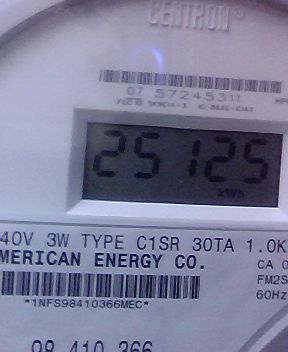 CENTRON®
07 57245311
25125
kWh
40V 3W TYPE C1SR 30TA 1.0K
MERICAN ENERGY CO.
CA 0
*1NFS98410366MEC*
FM2S
60Hz
98 410 366